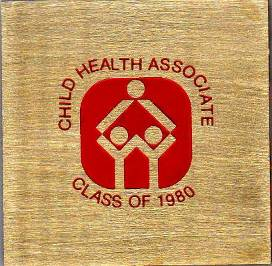 CHILD HEALTH ASSOCIATE
CLASS OF 1980